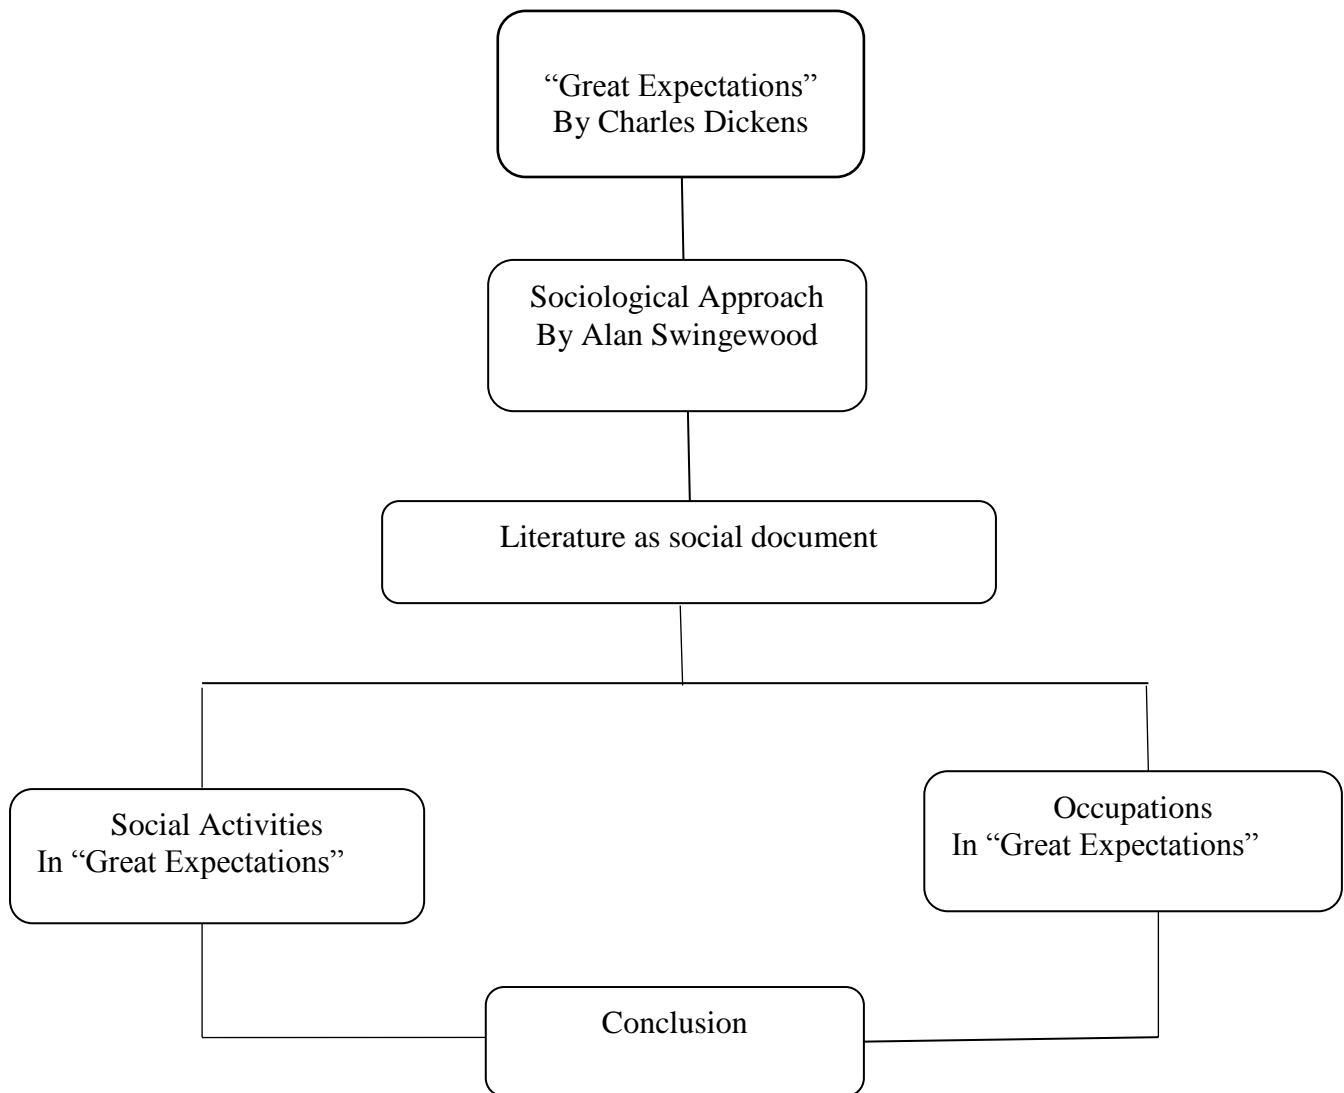 “Great Expectations”
By Charles Dickens
Sociological Approach
By Alan Swingewood
Literature as social document
Social Activities
In “Great Expectations”
Occupations
In “Great Expectations”
Conclusion